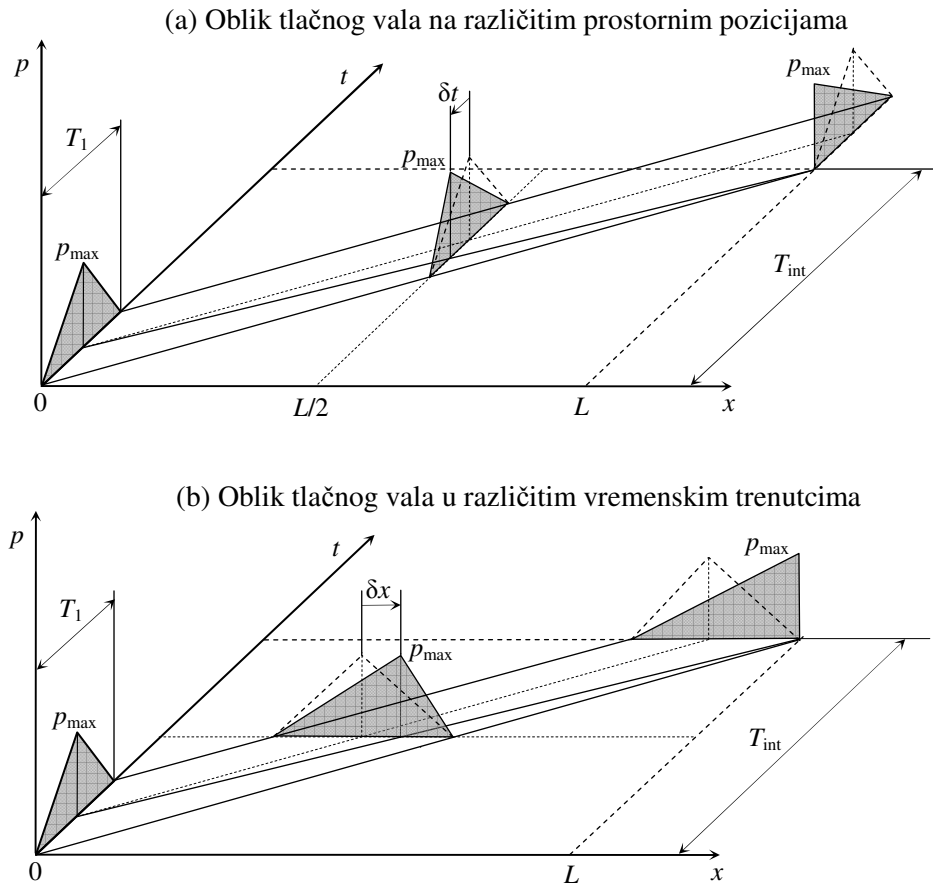 (a) Oblik tlačnog vala na različitim prostornim pozicijama
p
t
p_max
T_1
δt
p_max
p_max
T_int
0
L/2
L
x
(b) Oblik tlačnog vala u različitim vremenskim trenutcima
p
t
p_max
T_1
δx
p_max
p_max
T_int
0
L
x